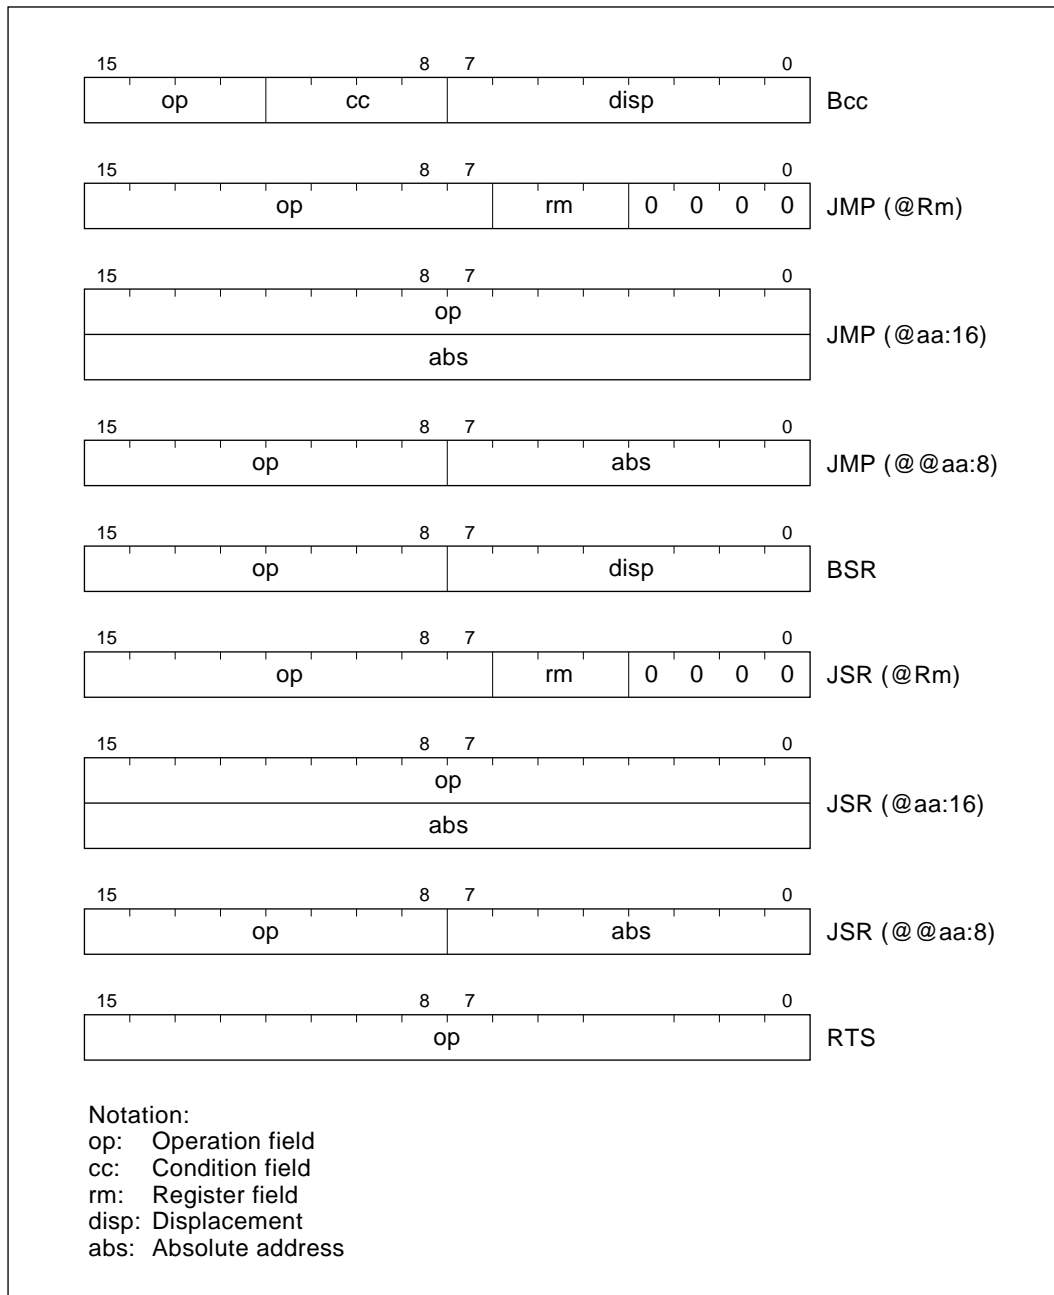 15 8 7 0
op cc disp Bcc
15 8 7 0
op rm 0 0 0 0 JMP (@Rm)
15 8 7 0
op
JMP (@aa:16)
abs
15 8 7 0
op abs JMP (@@aa:8)
15 8 7 0
op disp BSR
15 8 7 0
op rm 0 0 0 0 JSR (@Rm)
15 8 7 0
op
JSR (@aa:16)
abs
15 8 7 0
op abs JSR (@@aa:8)
15 8 7 0
op RTS
Notation:
op: Operation field
cc: Condition field
rm: Register field
disp: Displacement
abs: Absolute address